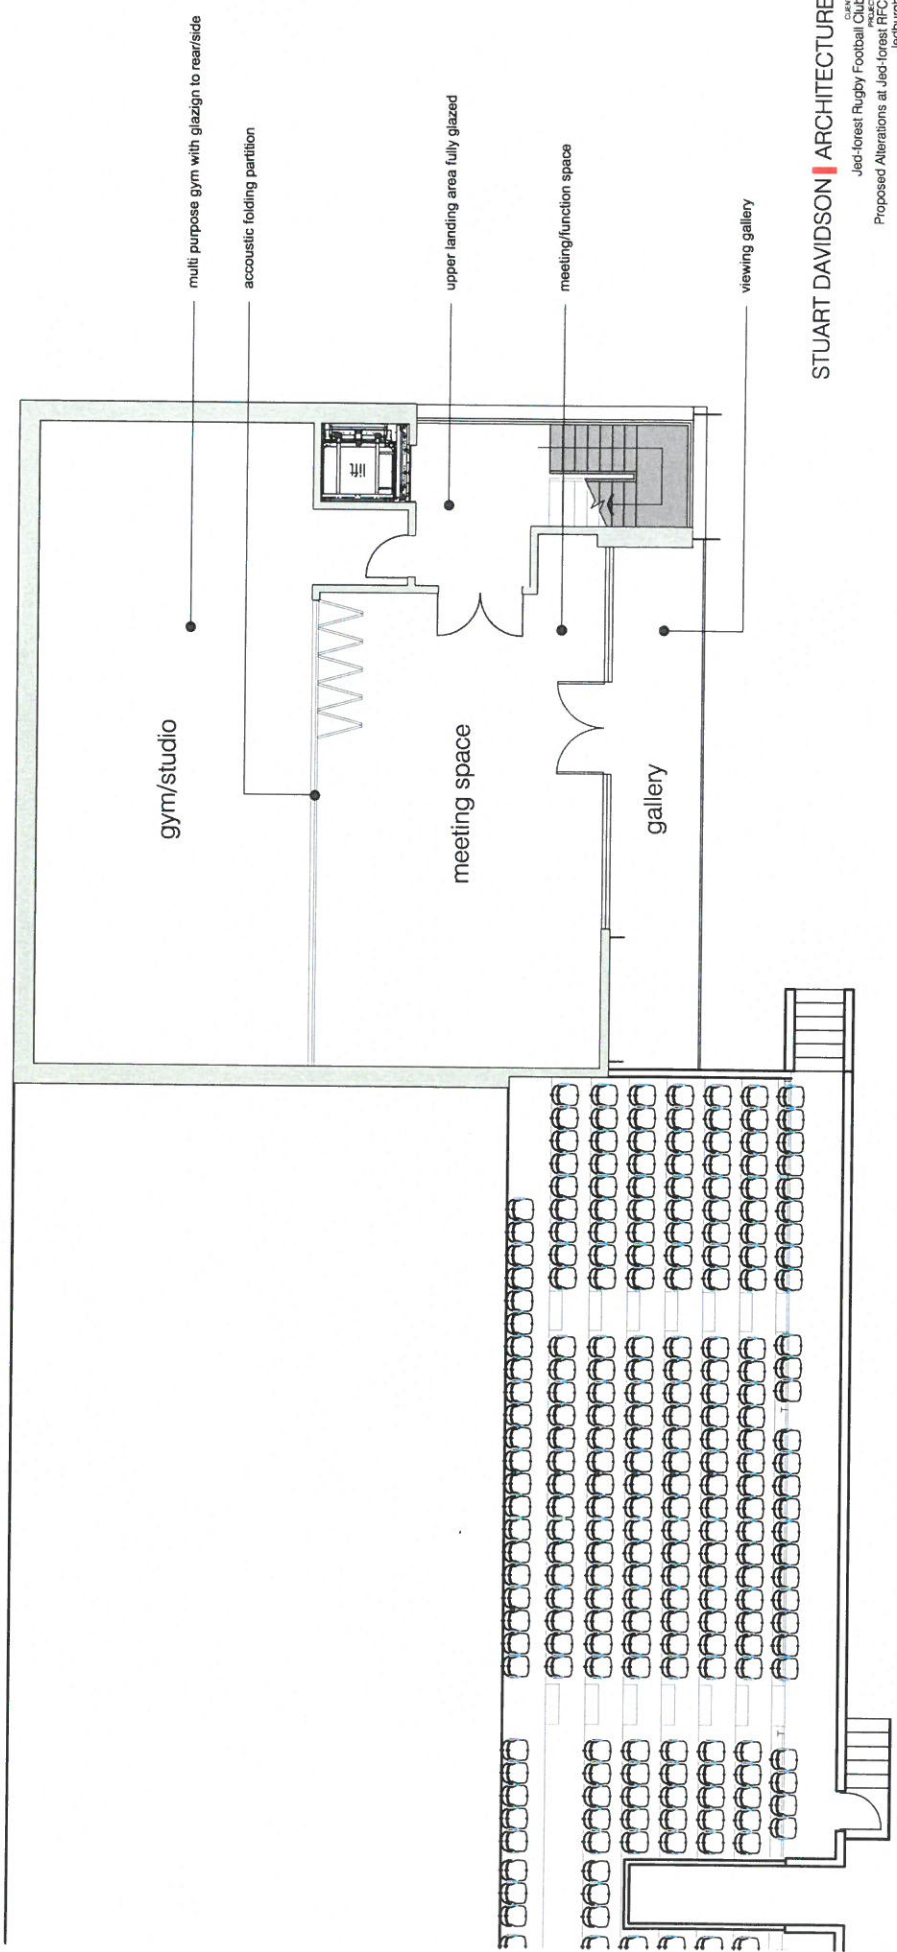 multi purpose gym with glazign to rear/side
accoustic folding partition
upper landing area fully glazed
meeting/function space
viewing gallery
gym/studio
lift
meeting space
gallery
STUART DAVIDSON ARCHITECTURE
CLIENT
Jed-forest Rugby Football Club
PROJECT
Proposed Alterations at Jed-forest RFC